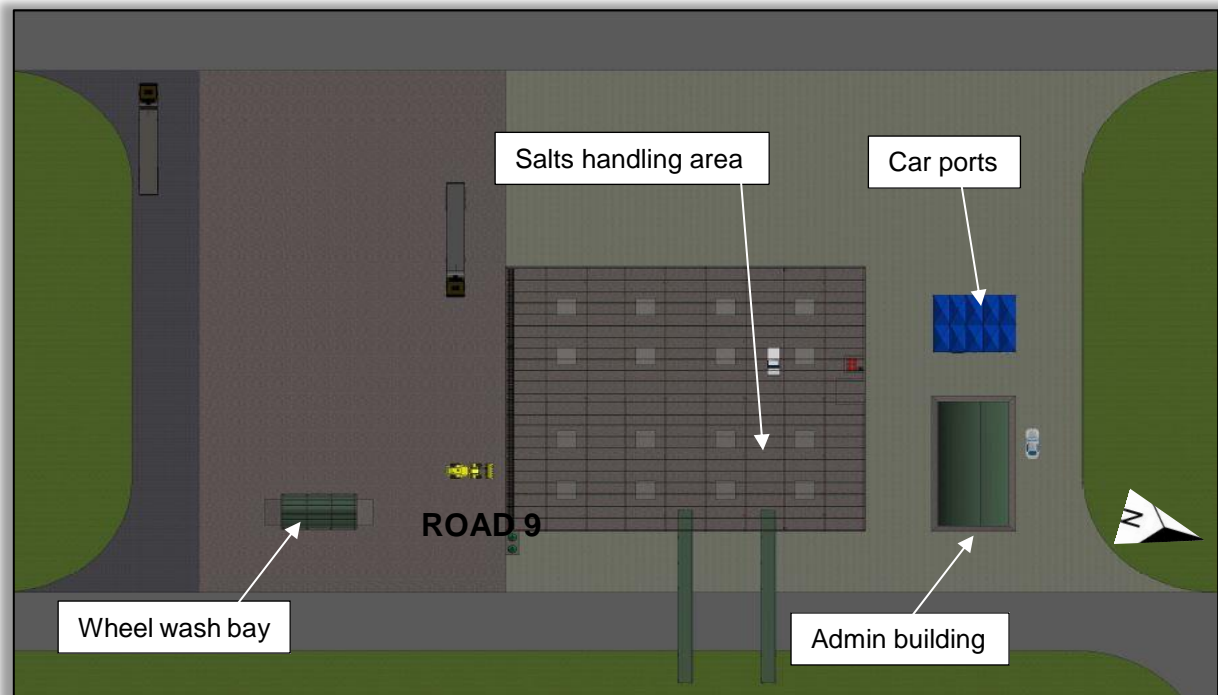 Salts handling area
Car ports
ROAD 9
N
Wheel wash bay
Admin building